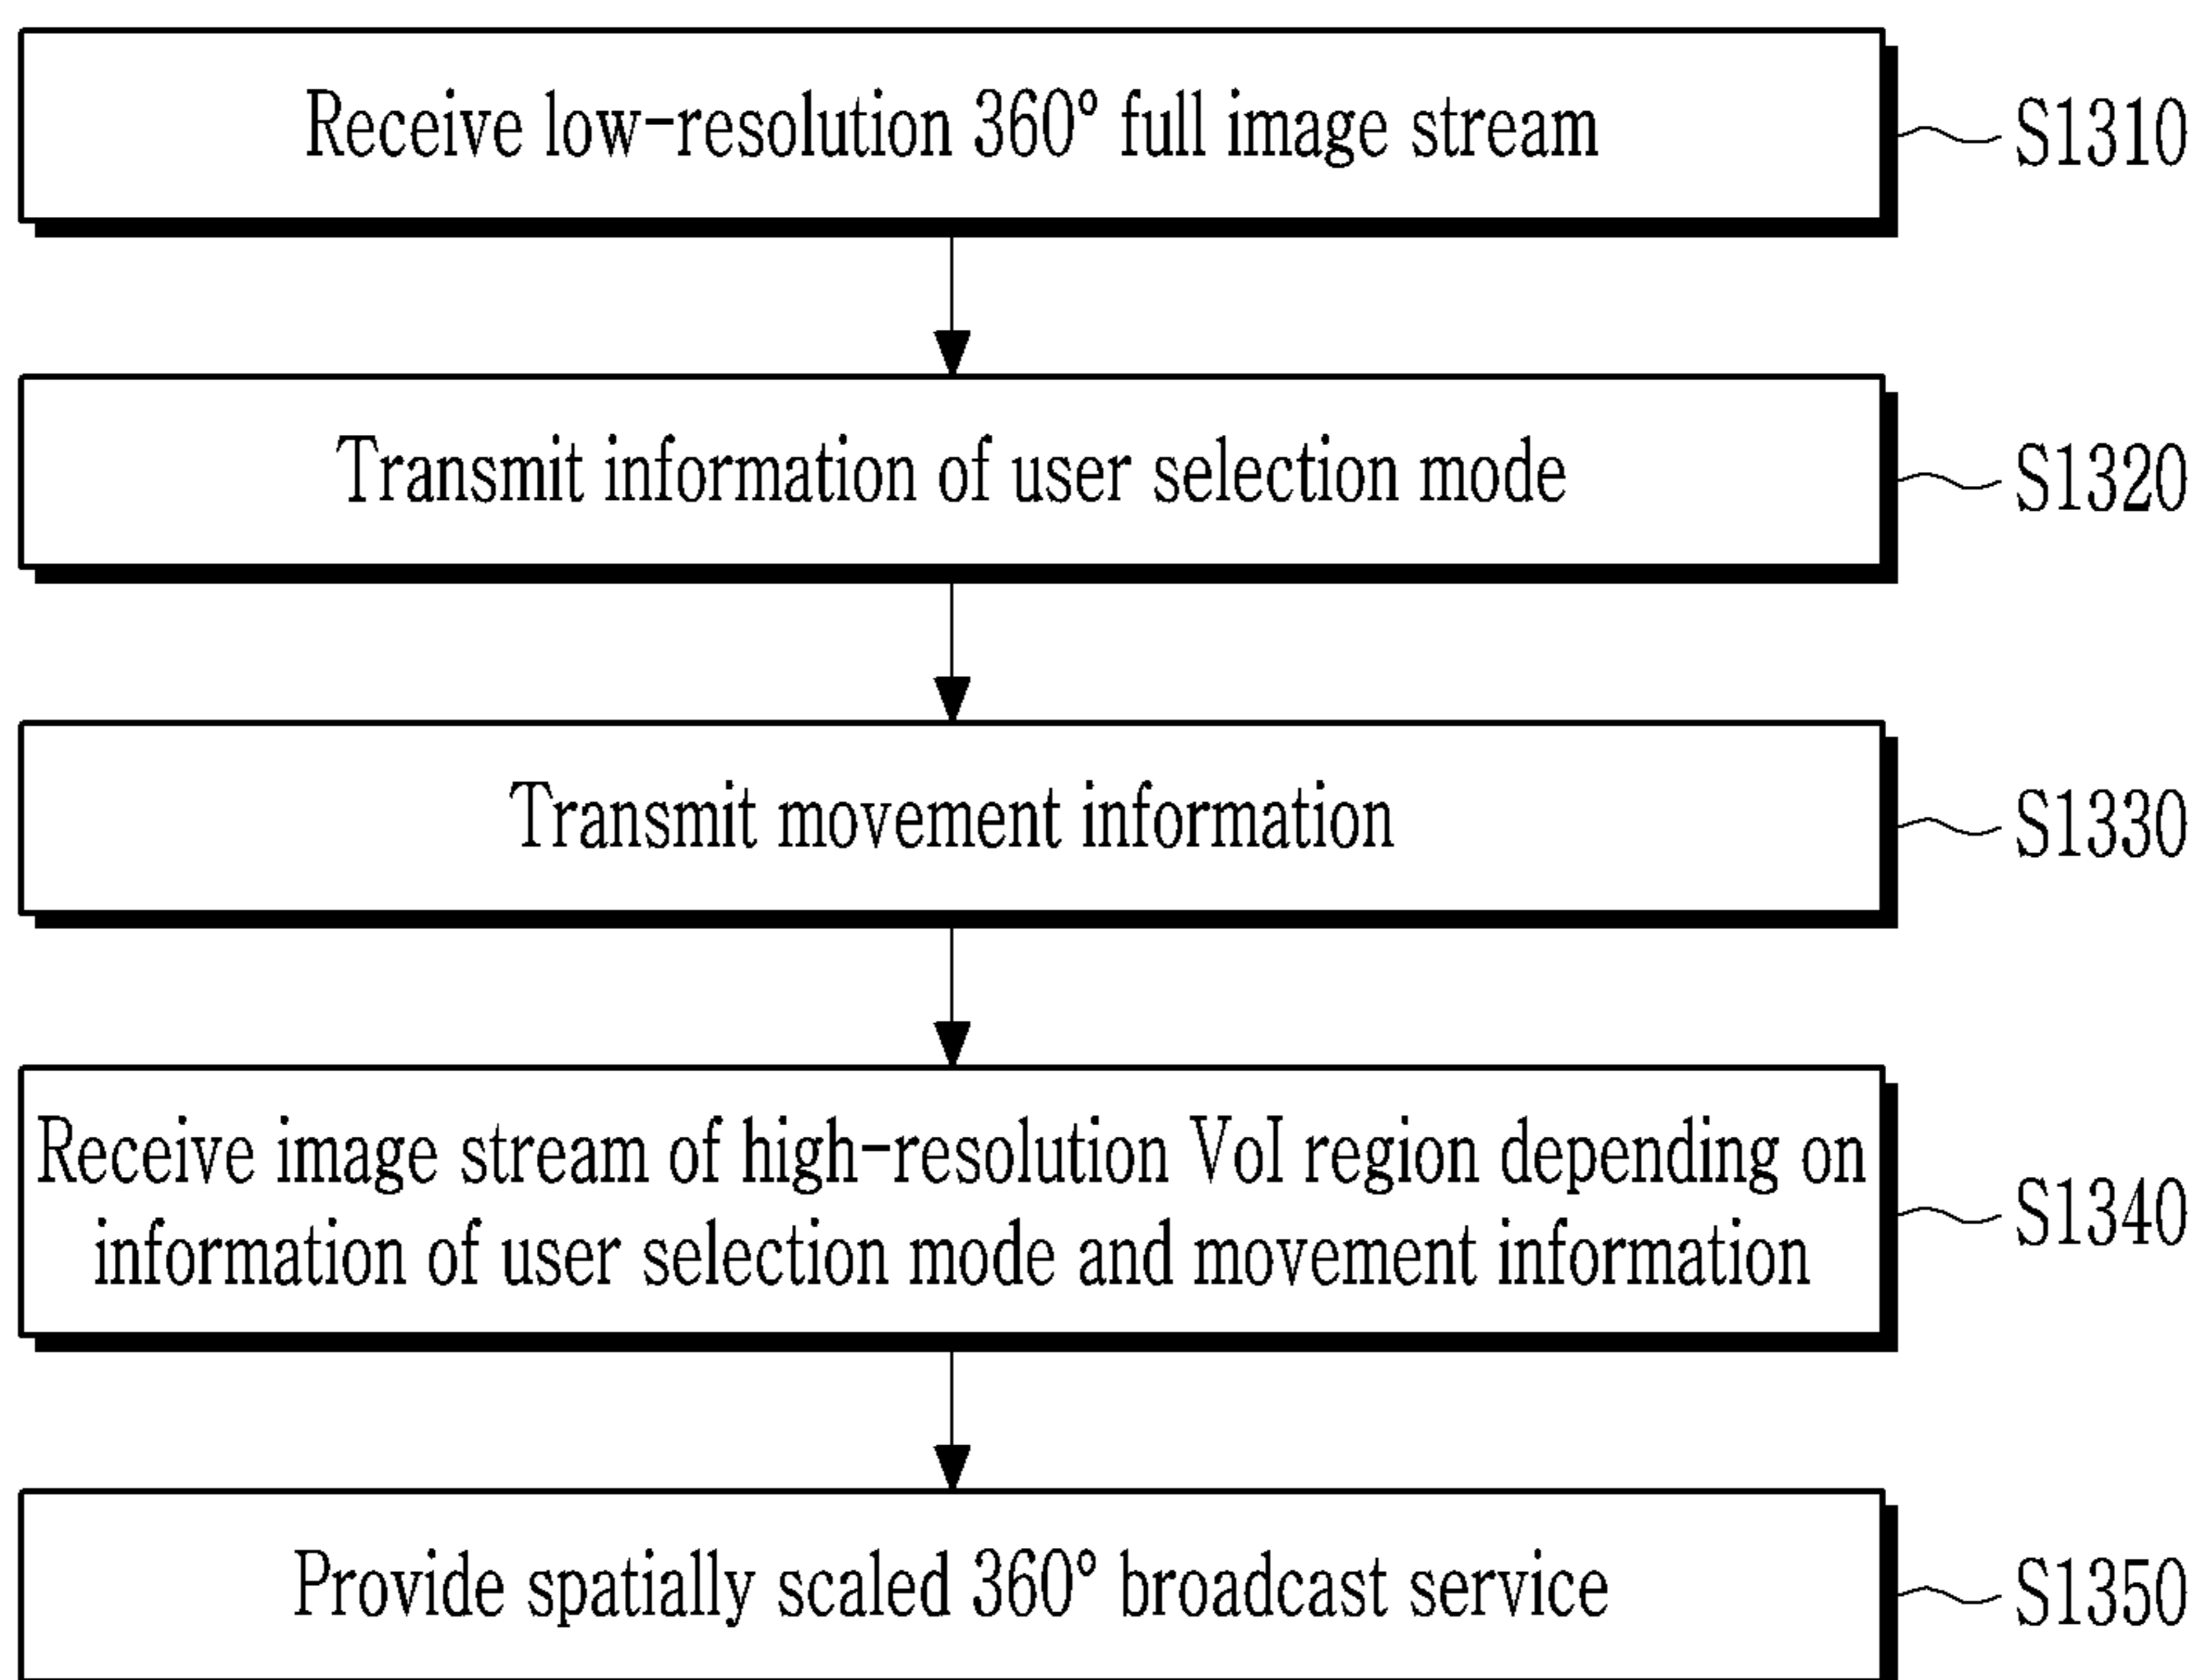 Receive low-resolution 360° full image stream
S1310
Transmit information of user selection mode
S1320
Transmit movement information
S1330
Receive image stream of high-resolution VoI region depending on
information of user selection mode and movement information
S1340
Provide spatially scaled 360° broadcast service
S1350